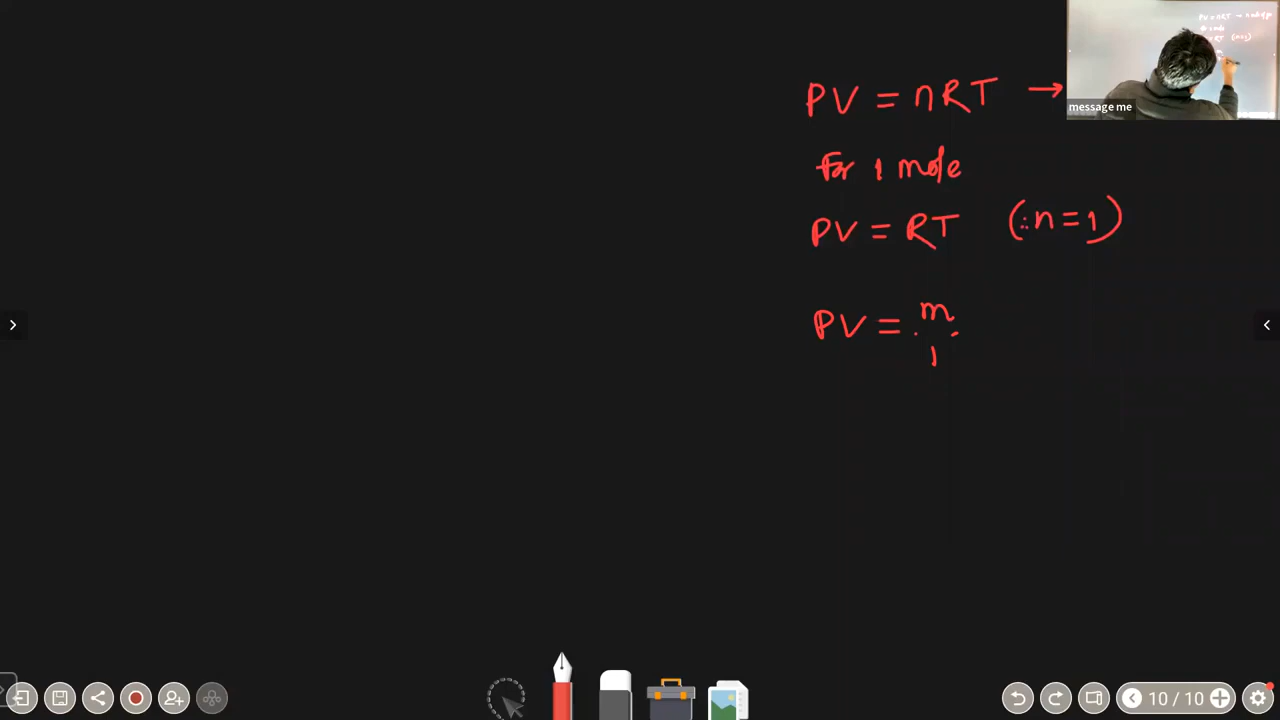 PV = nRT →
for 1 mole
PV = RT (∵ n = 1)
PV = m
message me
10 / 10